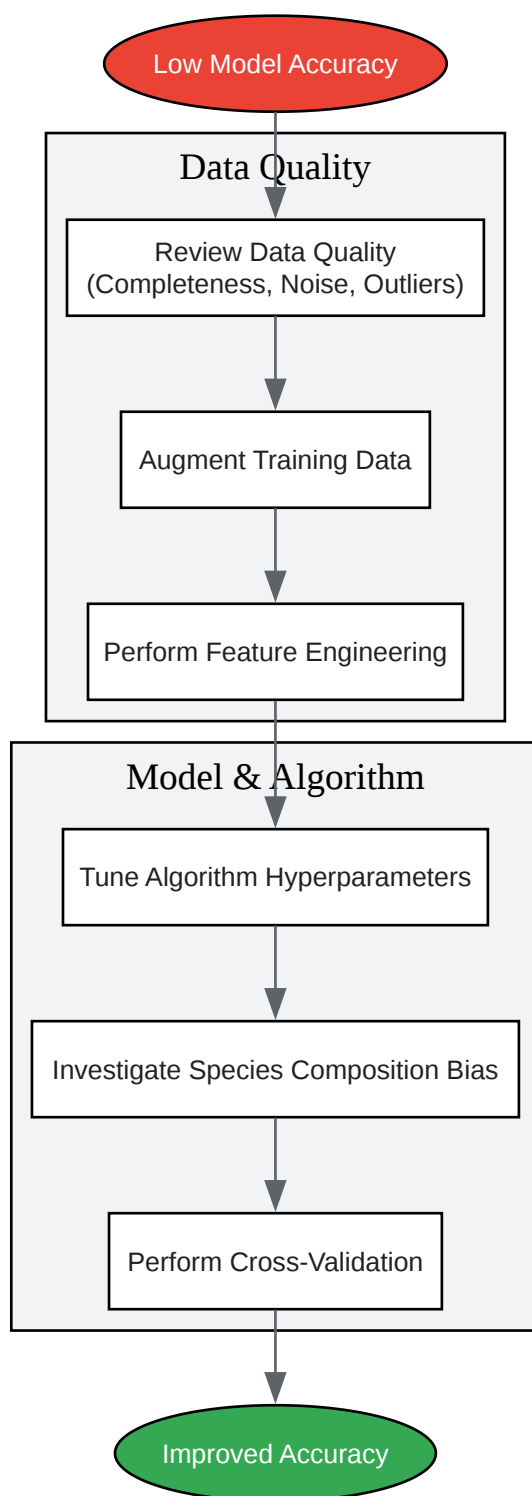 Low Model Accuracy
Data Quality
Review Data Quality
(Completeness, Noise, Outliers)
Augment Training Data
Perform Feature Engineering
Model & Algorithm
Tune Algorithm Hyperparameters
Investigate Species Composition Bias
Perform Cross-Validation
Improved Accuracy